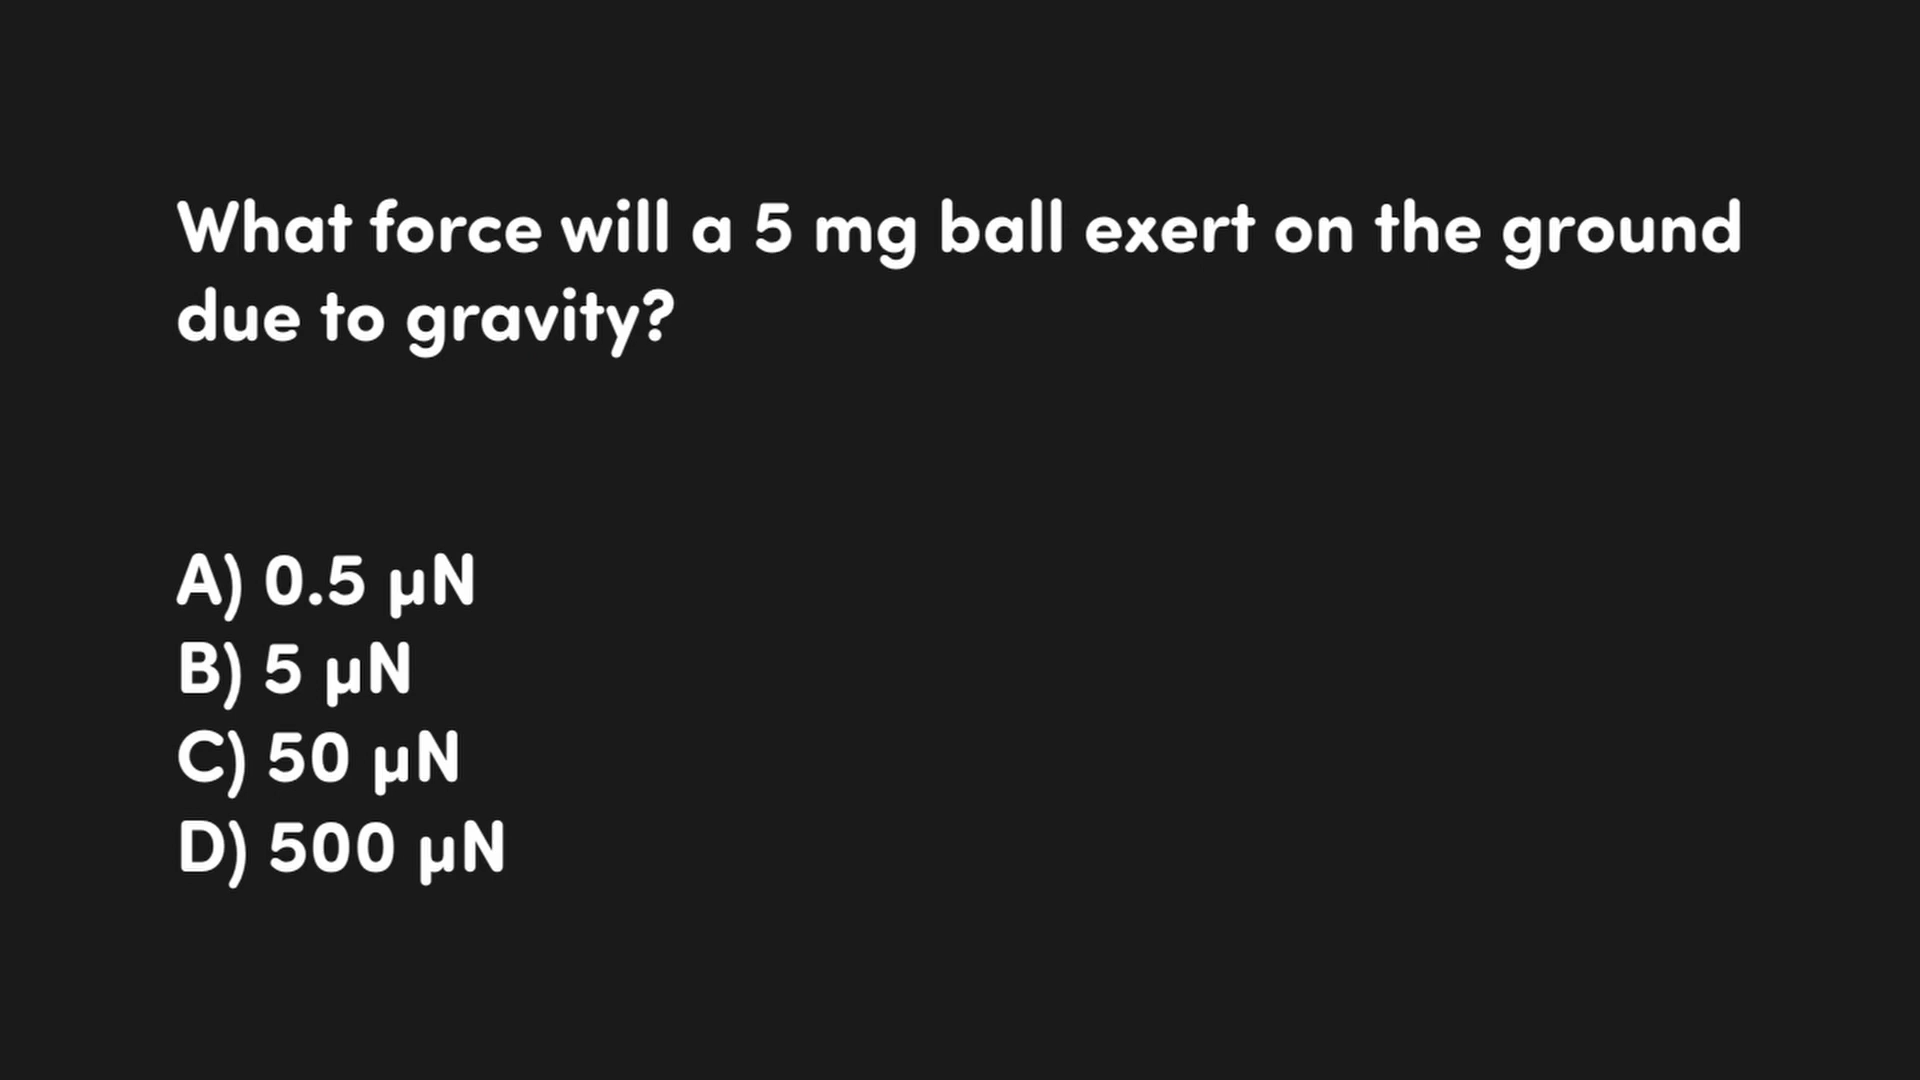 What force will a 5 mg ball exert on the ground
due to gravity?
A) 0.5 µN
B) 5 µN
C) 50 µN
D) 500 µN